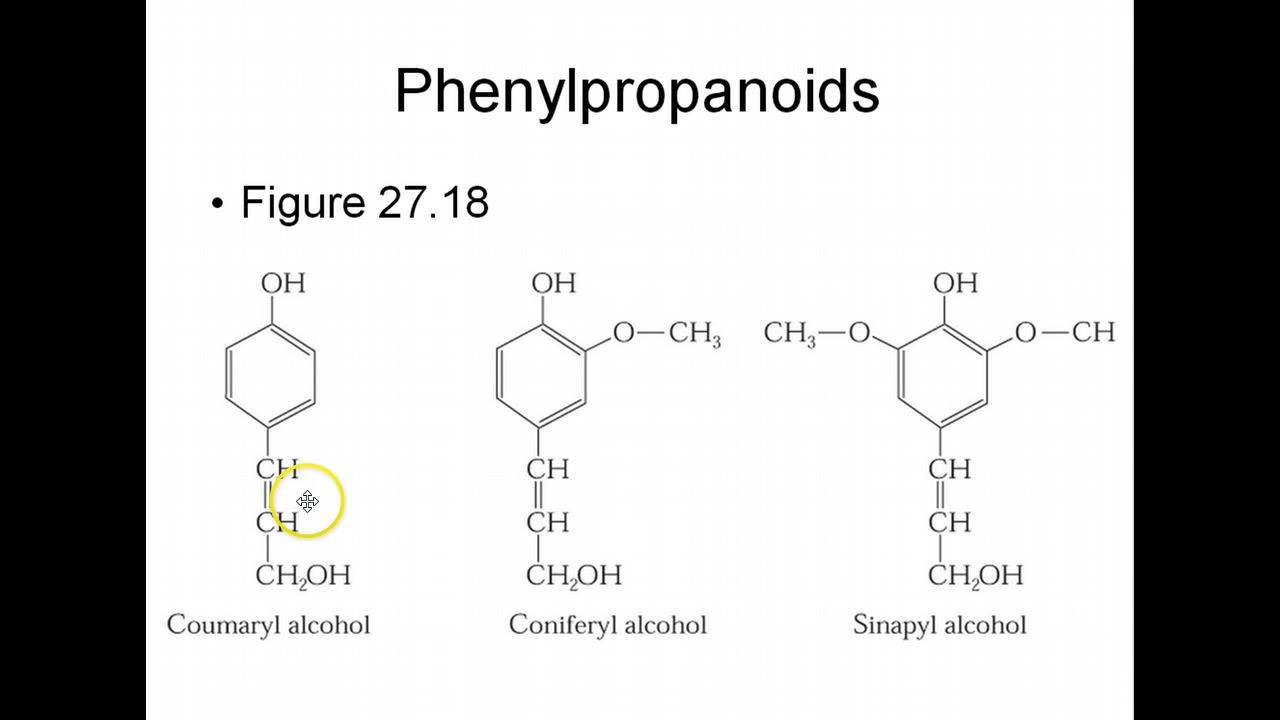 Phenylpropanoids
• Figure 27.18
OH OH OH
O—CH₃ CH₃—O O—CH
CH CH CH
CH CH CH
CH₂OH CH₂OH CH₂OH
Coumaryl alcohol Coniferyl alcohol Sinapyl alcohol